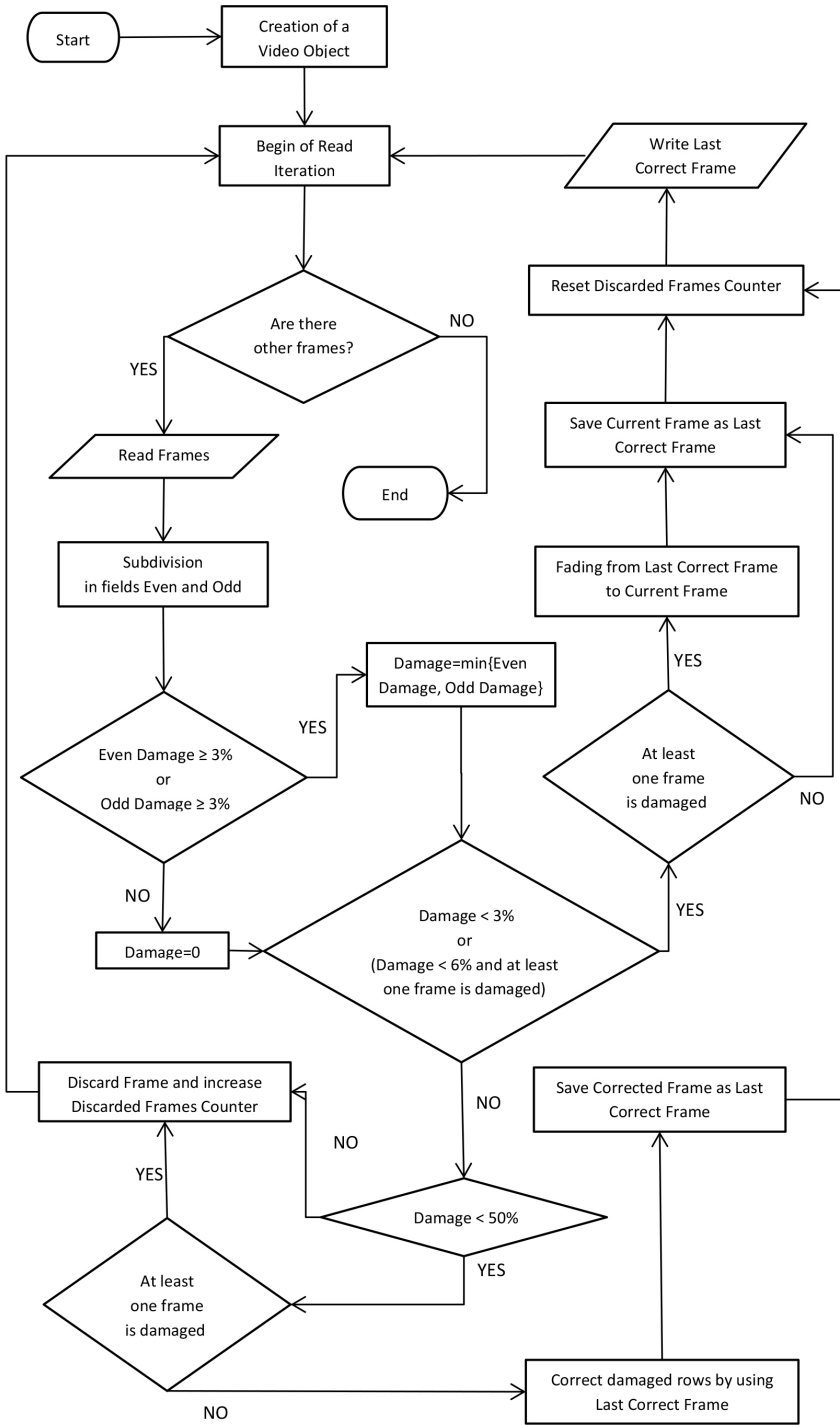 Start
Creation of a
Video Object
Begin of Read
Iteration
Write Last
Correct Frame
Reset Discarded Frames Counter
Are there
other frames?
NO
YES
Read Frames
End
Save Current Frame as Last
Correct Frame
Subdivision
in fields Even and Odd
Fading from Last Correct Frame
to Current Frame
Damage=min{Even
Damage, Odd Damage}
YES
YES
Even Damage ≥ 3%
or
Odd Damage ≥ 3%
At least
one frame
is damaged
NO
NO
Damage=0
Damage < 3%
or
(Damage < 6% and at least
one frame is damaged)
YES
Discard Frame and increase
Discarded Frames Counter
NO
Save Corrected Frame as Last
Correct Frame
NO
YES
Damage < 50%
YES
At least
one frame
is damaged
Correct damaged rows by using
Last Correct Frame
NO